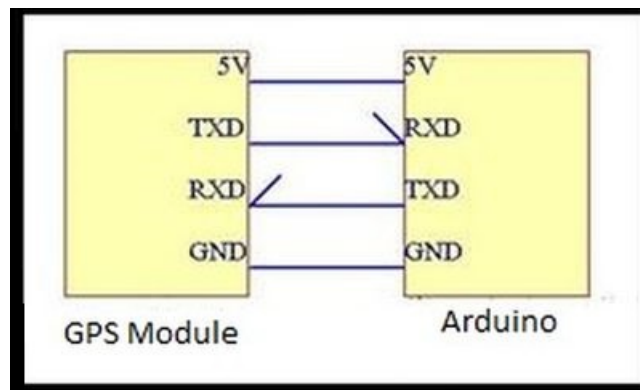 5V 5V
TXD RXD
RXD TXD
GND GND
GPS Module Arduino